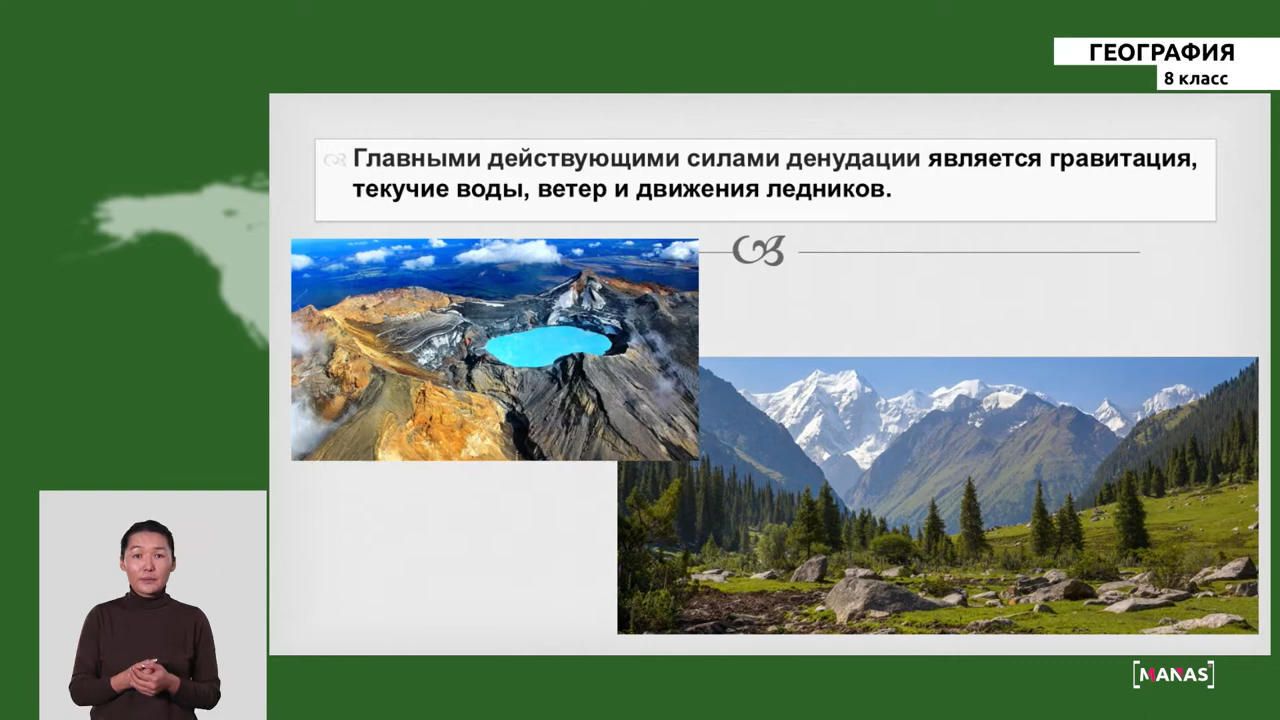 ГЕОГРАФИЯ
8 класс
Главными действующими силами денудации является гравитация,
текучие воды, ветер и движения ледников.
[MANAS]